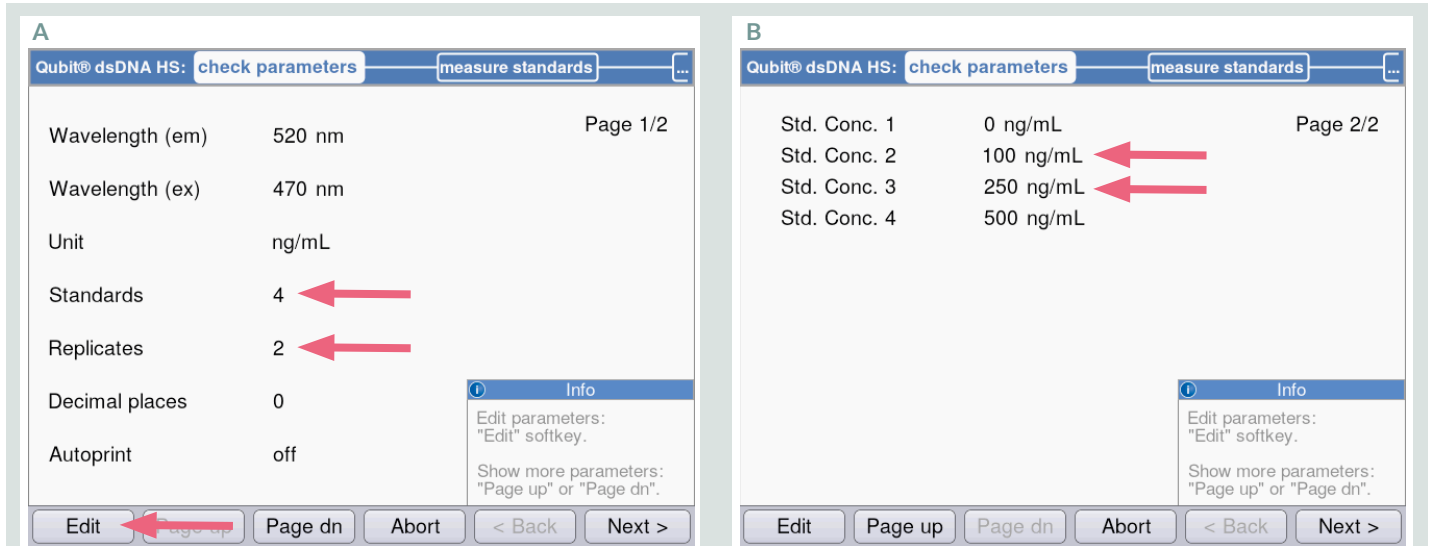 A
Qubit® dsDNA HS: check parameters measure standards ...
Page 1/2
Wavelength (em) 520 nm
Wavelength (ex) 470 nm
Unit ng/mL
Standards 4
Replicates 2
Decimal places 0
Autoprint off
Info
Edit parameters:
"Edit" softkey.
Show more parameters:
"Page up" or "Page dn".
Edit Page up Page dn Abort < Back Next >
B
Qubit® dsDNA HS: check parameters measure standards ...
Std. Conc. 1 0 ng/mL Page 2/2
Std. Conc. 2 100 ng/mL
Std. Conc. 3 250 ng/mL
Std. Conc. 4 500 ng/mL
Info
Edit parameters:
"Edit" softkey.
Show more parameters:
"Page up" or "Page dn".
Edit Page up Page dn Abort < Back Next >